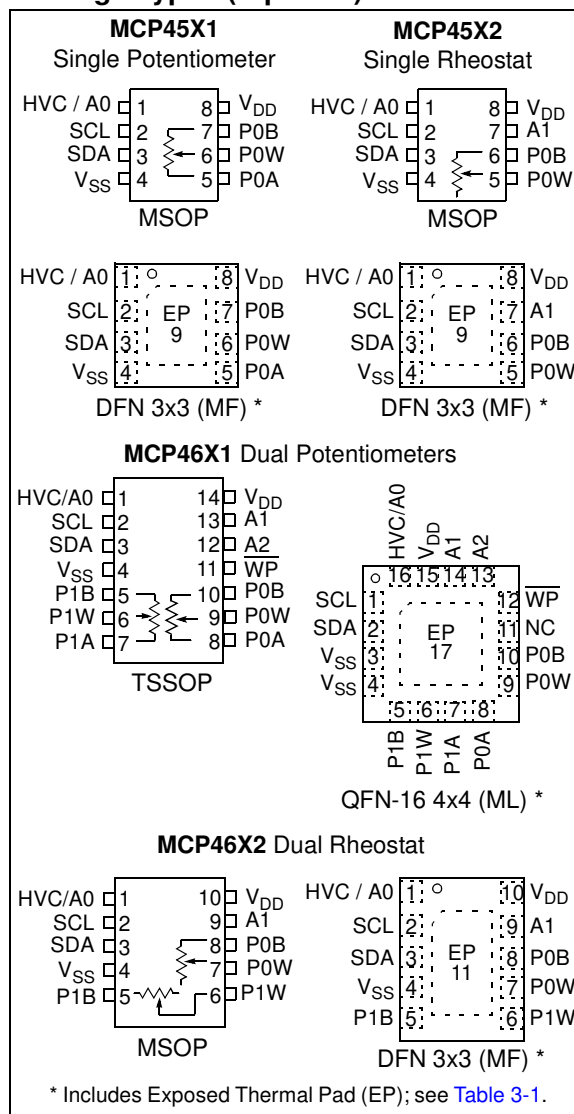 MCP45X1
Single Potentiometer
HVC / A0 1 8 VDD
SCL 2 7 P0B
SDA 3 6 P0W
VSS 4 5 P0A
MSOP
MCP45X2
Single Rheostat
HVC / A0 1 8 VDD
SCL 2 7 A1
SDA 3 6 P0B
VSS 4 5 P0W
MSOP
HVC / A0 1 8 VDD
SCL 2 EP 7 P0B
SDA 3 9 6 P0W
VSS 4 5 P0A
DFN 3x3 (MF) *
HVC / A0 1 8 VDD
SCL 2 EP 7 A1
SDA 3 9 6 P0B
VSS 4 5 P0W
DFN 3x3 (MF) *
MCP46X1 Dual Potentiometers
HVC/A0 1 14 VDD
SCL 2 13 A1
SDA 3 12 A2
VSS 4 11 WP
P1B 5 10 P0B
P1W 6 9 P0W
P1A 7 8 P0A
TSSOP
HVC/A0 VDD A1 A2
16 15 14 13
SCL 1 12 WP
SDA 2 EP 11 NC
VSS 3 17 10 P0B
VSS 4 9 P0W
5 6 7 8
P1B P1W P1A P0A
QFN-16 4x4 (ML) *
MCP46X2 Dual Rheostat
HVC/A0 1 10 VDD
SCL 2 9 A1
SDA 3 8 P0B
VSS 4 7 P0W
P1B 5 6 P1W
MSOP
HVC / A0 1 10 VDD
SCL 2 9 A1
SDA 3 EP 8 P0B
VSS 4 11 7 P0W
P1B 5 6 P1W
DFN 3x3 (MF) *
* Includes Exposed Thermal Pad (EP); see Table 3-1.